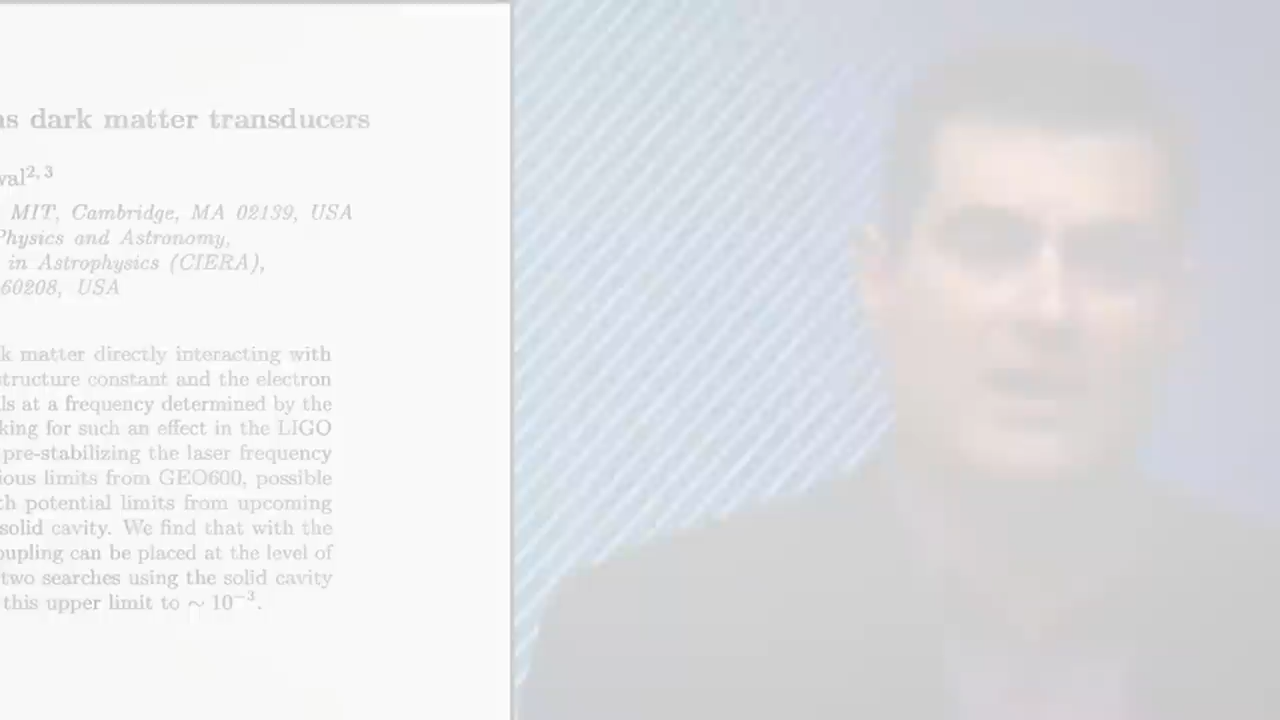 as dark matter transducers
wal2, 3
MIT, Cambridge, MA 02139, USA
Physics and Astronomy,
in Astrophysics (CIERA),
60208, USA
k matter directly interacting with
structure constant and the electron
ls at a frequency determined by the
king for such an effect in the LIGO
pre-stabilizing the laser frequency
ious limits from GEO600, possible
th potential limits from upcoming
solid cavity. We find that with the
oupling can be placed at the level of
two searches using the solid cavity
this upper limit to ~ 10−3.